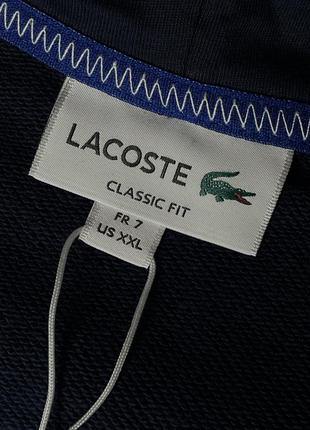 LACOSTE
CLASSIC FIT
FR 7
US XXL